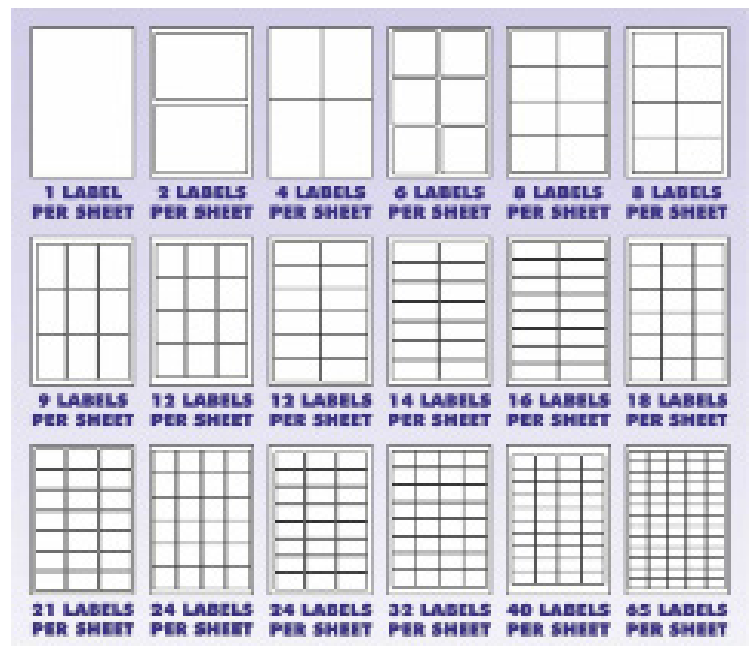 1 LABEL
PER SHEET
2 LABELS
PER SHEET
4 LABELS
PER SHEET
6 LABELS
PER SHEET
8 LABELS
PER SHEET
8 LABELS
PER SHEET
9 LABELS
PER SHEET
12 LABELS
PER SHEET
12 LABELS
PER SHEET
14 LABELS
PER SHEET
16 LABELS
PER SHEET
18 LABELS
PER SHEET
21 LABELS
PER SHEET
24 LABELS
PER SHEET
24 LABELS
PER SHEET
32 LABELS
PER SHEET
40 LABELS
PER SHEET
65 LABELS
PER SHEET